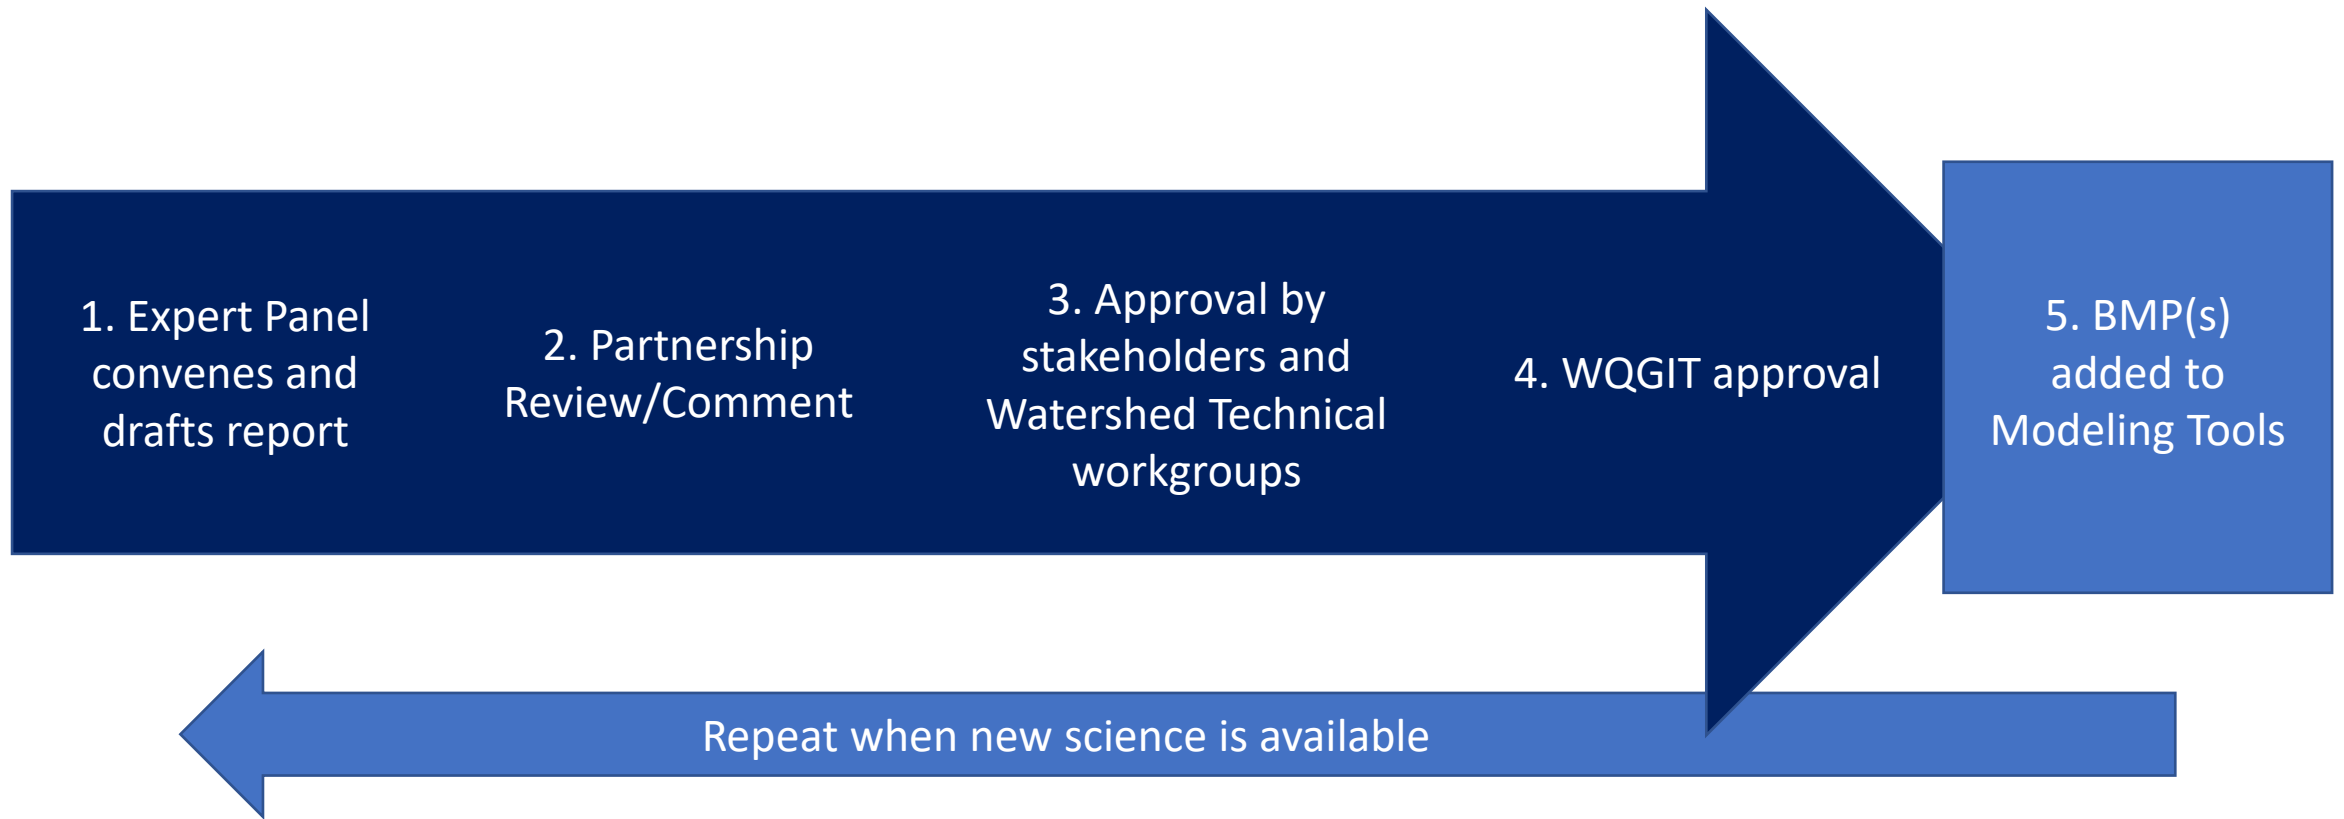 1. Expert Panel
convenes and
drafts report
2. Partnership
Review/Comment
3. Approval by
stakeholders and
Watershed Technical
workgroups
4. WQGIT approval
5. BMP(s)
added to
Modeling Tools
Repeat when new science is available